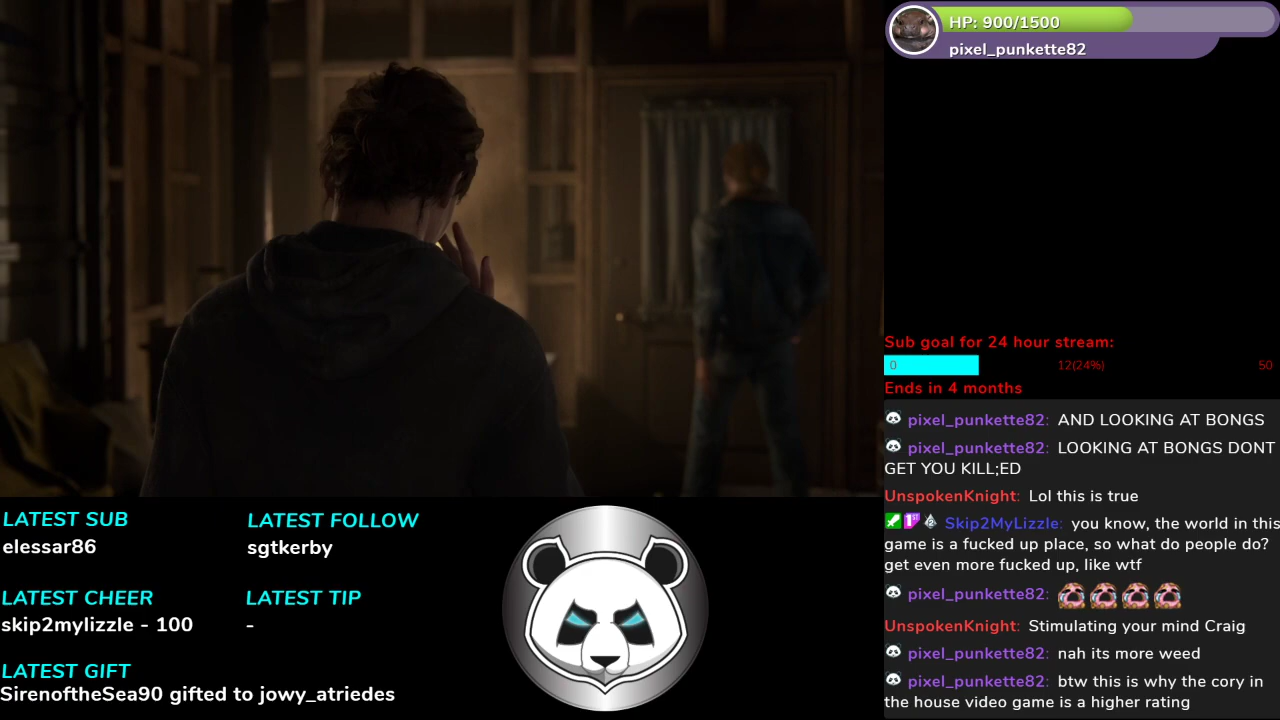 HP: 900/1500
pixel_punkette82
Sub goal for 24 hour stream:
0 12(24%) 50
Ends in 4 months
pixel_punkette82: AND LOOKING AT BONGS
pixel_punkette82: LOOKING AT BONGS DONT
GET YOU KILL;ED
UnspokenKnight: Lol this is true
Skip2MyLizzle: you know, the world in this
game is a fucked up place, so what do people do?
get even more fucked up, like wtf
pixel_punkette82:
UnspokenKnight: Stimulating your mind Craig
pixel_punkette82: nah its more weed
pixel_punkette82: btw this is why the cory in
the house video game is a higher rating
LATEST SUB
elessar86
LATEST FOLLOW
sgtkerby
LATEST CHEER
skip2mylizzle - 100
LATEST TIP
-
LATEST GIFT
SirenoftheSea90 gifted to jowy_atriedes